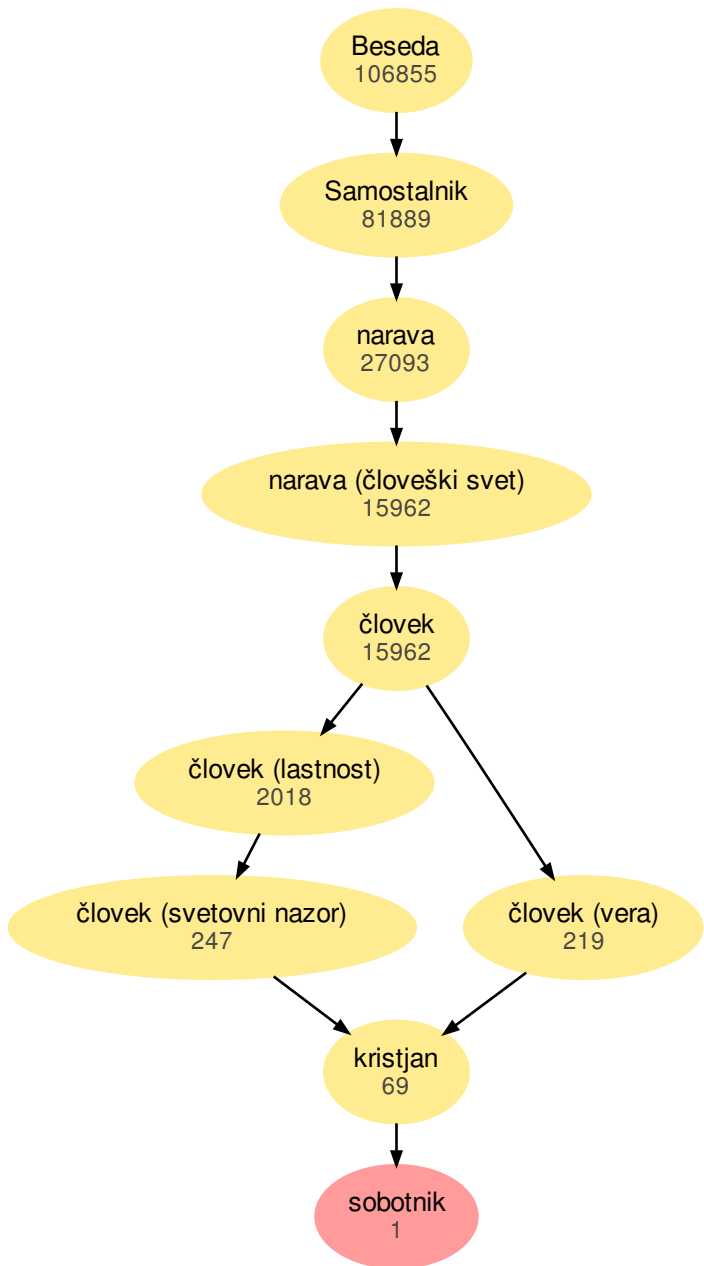 Beseda
106855
Samostalnik
81889
narava
27093
narava (človeški svet)
15962
človek
15962
človek (lastnost)
2018
človek (svetovni nazor)
247
človek (vera)
219
kristjan
69
sobotnik
1